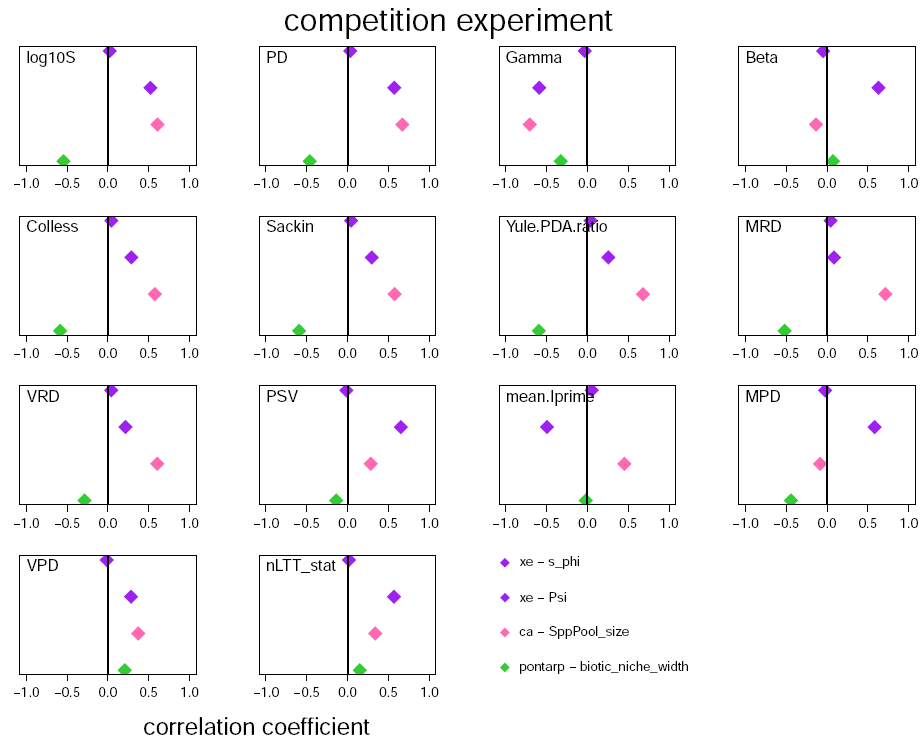 competition experiment
log10S
PD
Gamma
Beta
−1.0 −0.5 0.0 0.5 1.0
−1.0 −0.5 0.0 0.5 1.0
−1.0 −0.5 0.0 0.5 1.0
−1.0 −0.5 0.0 0.5 1.0
Colless
Sackin
Yule.PDA.ratio
MRD
−1.0 −0.5 0.0 0.5 1.0
−1.0 −0.5 0.0 0.5 1.0
−1.0 −0.5 0.0 0.5 1.0
−1.0 −0.5 0.0 0.5 1.0
VRD
PSV
mean.Iprime
MPD
−1.0 −0.5 0.0 0.5 1.0
−1.0 −0.5 0.0 0.5 1.0
−1.0 −0.5 0.0 0.5 1.0
−1.0 −0.5 0.0 0.5 1.0
VPD
nLTT_stat
−1.0 −0.5 0.0 0.5 1.0
−1.0 −0.5 0.0 0.5 1.0
xe − s_phi
xe − Psi
ca − SppPool_size
pontarp − biotic_niche_width
correlation coefficient